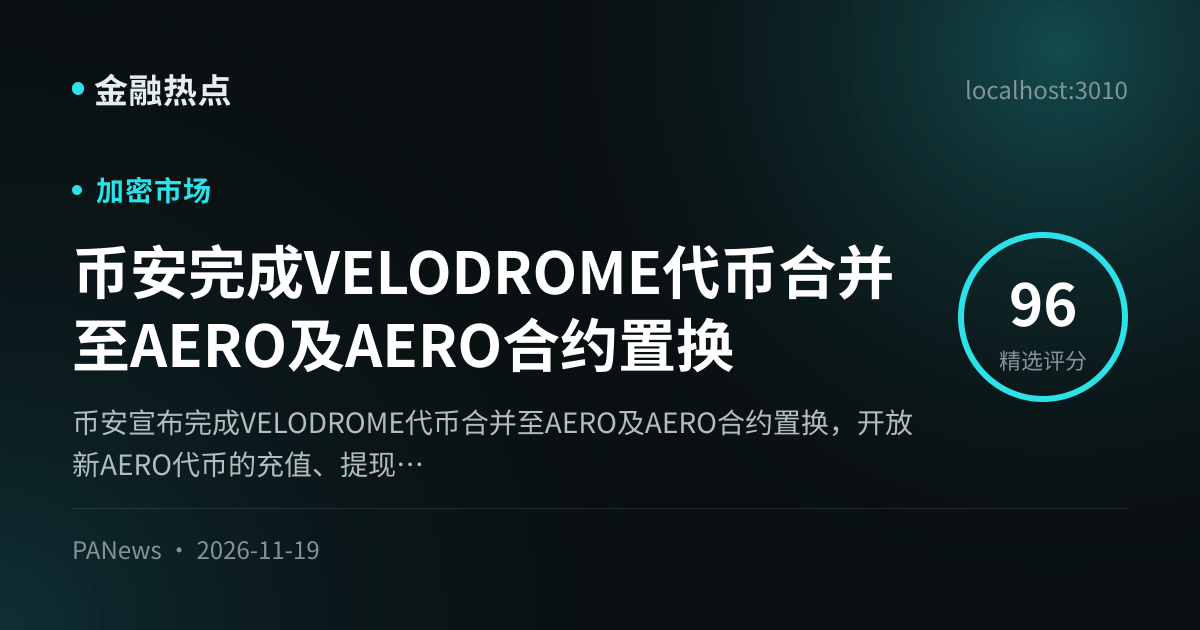 金融热点
localhost:3010
加密市场
币安完成VELODROME代币合并
至AERO及AERO合约置换
96
精选评分
币安宣布完成VELODROME代币合并至AERO及AERO合约置换，开放
新AERO代币的充值、提现…
PANews • 2026-11-19